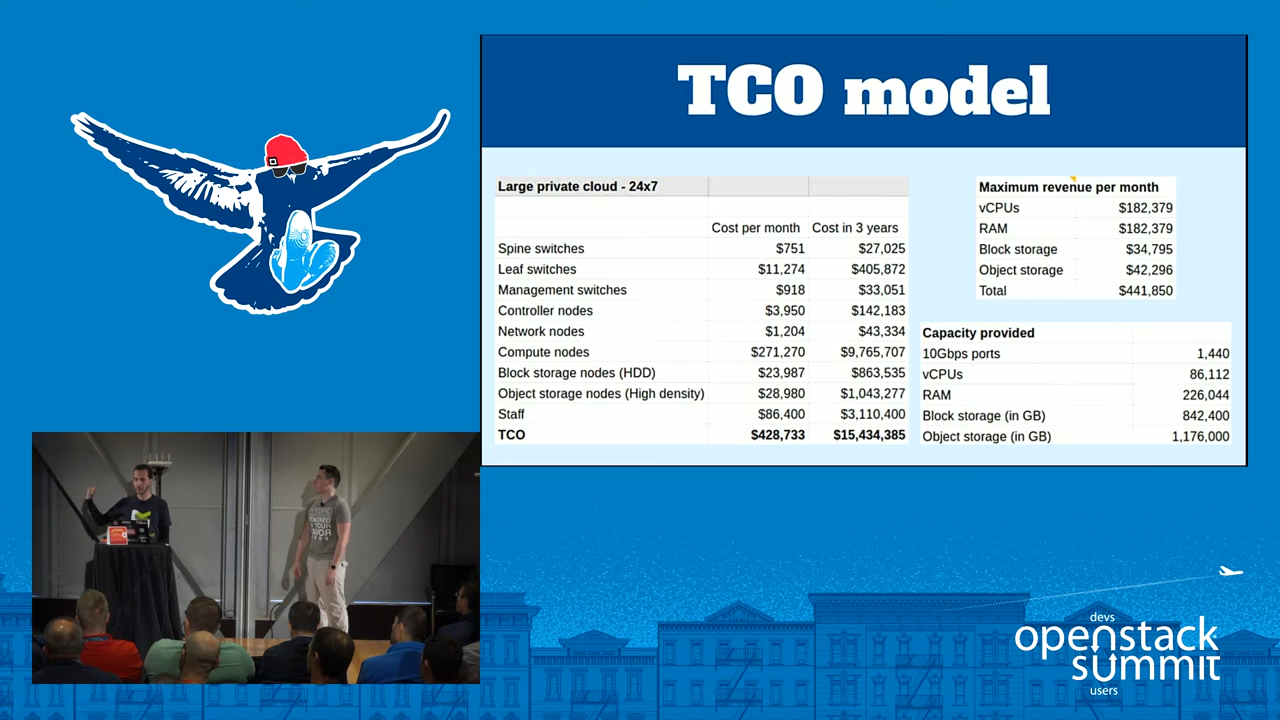 TCO model
Large private cloud - 24x7
Cost per month Cost in 3 years
Spine switches $751 $27,025
Leaf switches $11,274 $405,872
Management switches $918 $33,051
Controller nodes $3,950 $142,183
Network nodes $1,204 $43,334
Compute nodes $271,270 $9,765,707
Block storage nodes (HDD) $23,987 $863,535
Object storage nodes (High density) $28,980 $1,043,277
Staff $86,400 $3,110,400
TCO $428,733 $15,434,385
Maximum revenue per month
vCPUs $182,379
RAM $182,379
Block storage $34,795
Object storage $42,296
Total $441,850
Capacity provided
10Gbps ports 1,440
vCPUs 86,112
RAM 226,044
Block storage (in GB) 842,400
Object storage (in GB) 1,176,000
STACKED
YOUR
devs
openstack
summit
users